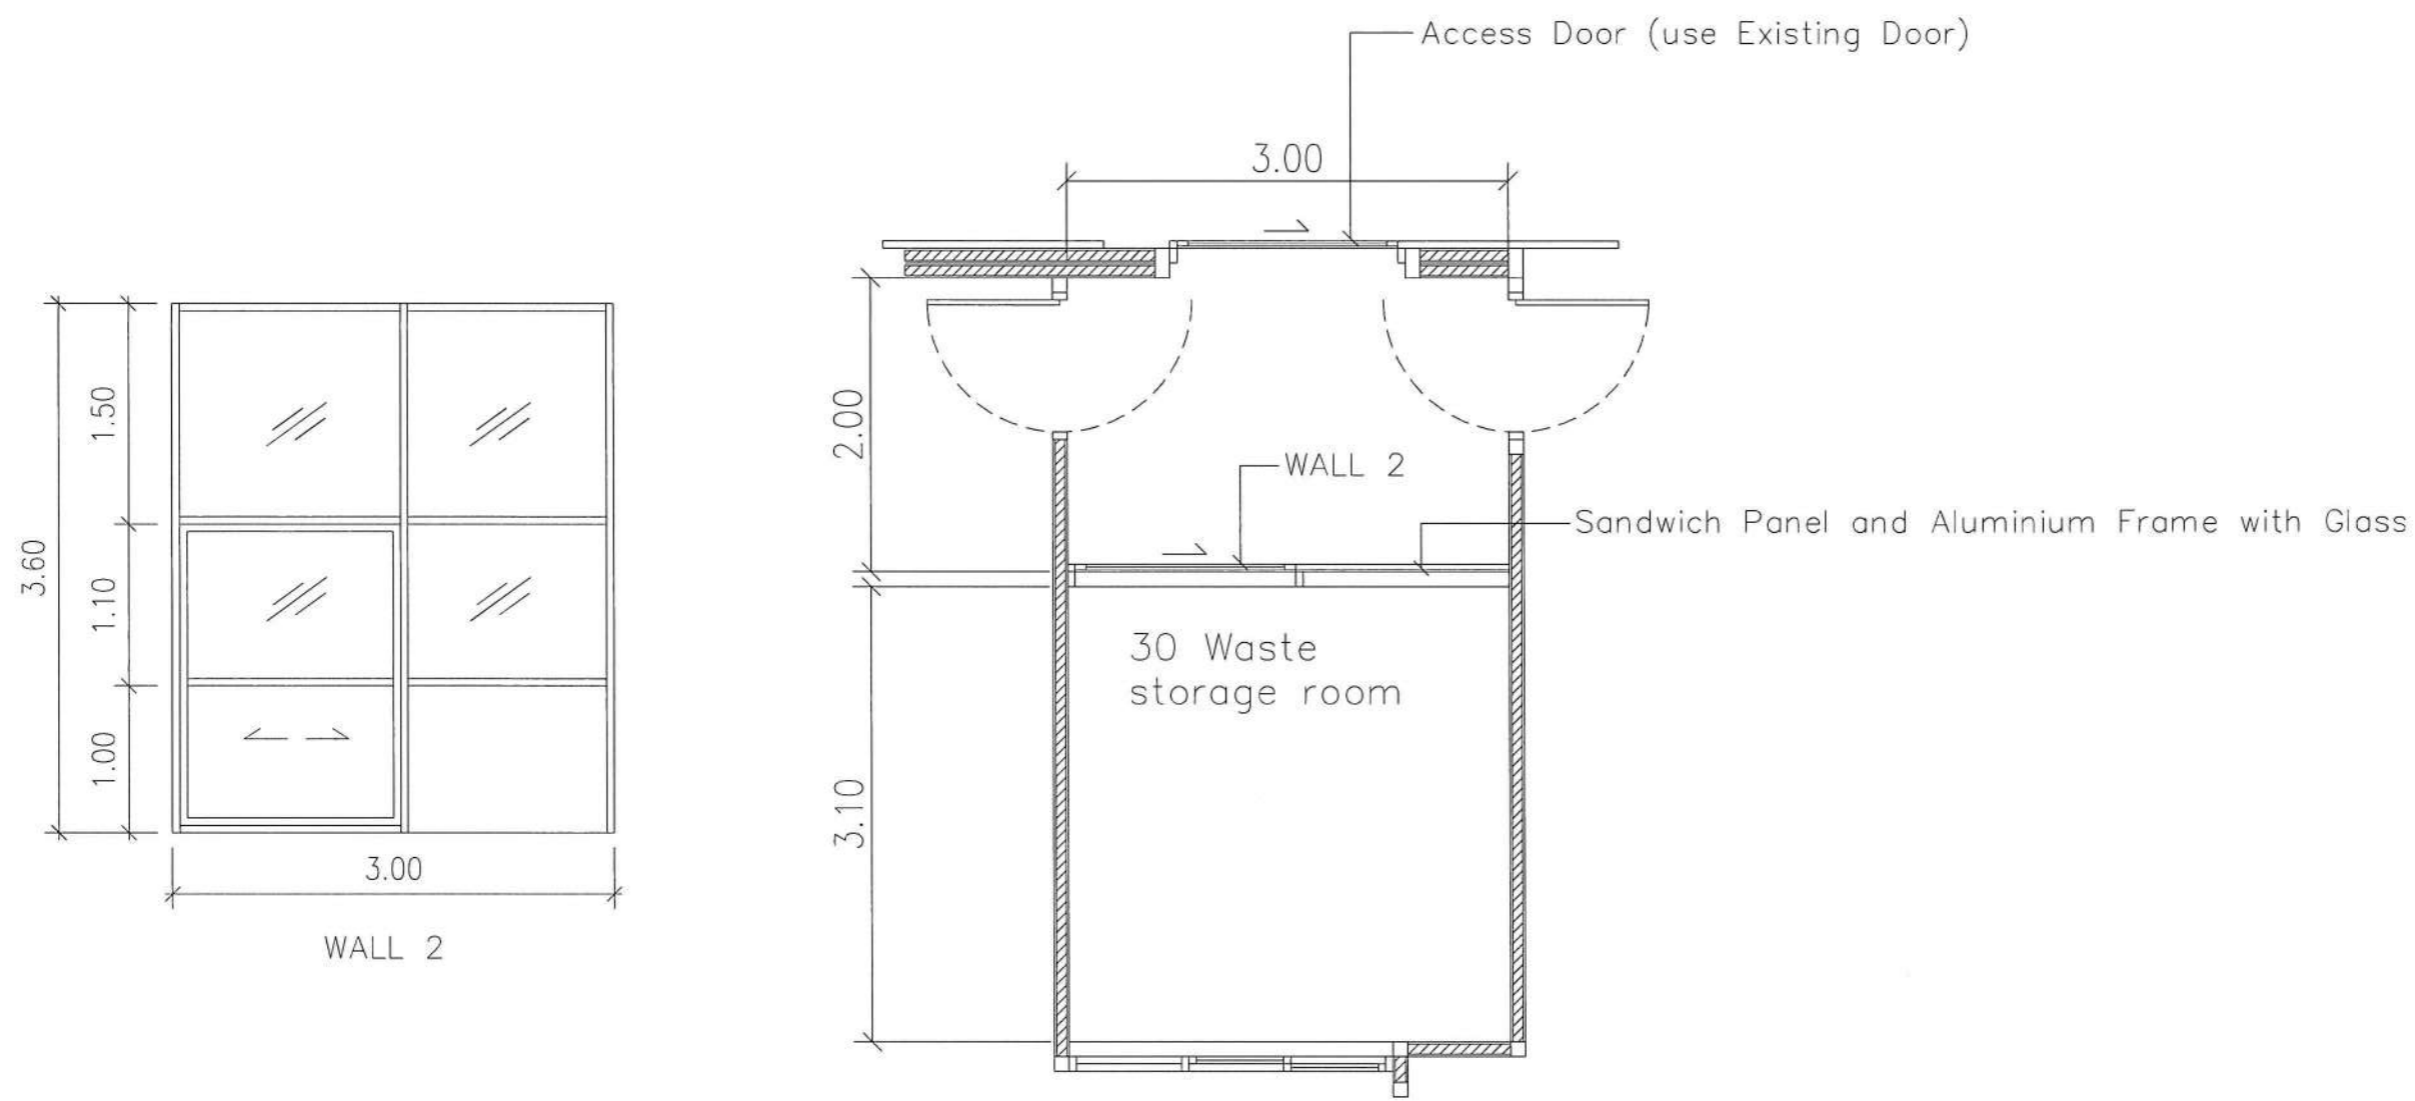 Access Door (use Existing Door)
3.00
1.50
3.60
1.10
1.00
3.00
WALL 2
2.00
WALL 2
Sandwich Panel and Aluminium Frame with Glass
30 Waste
storage room
3.10